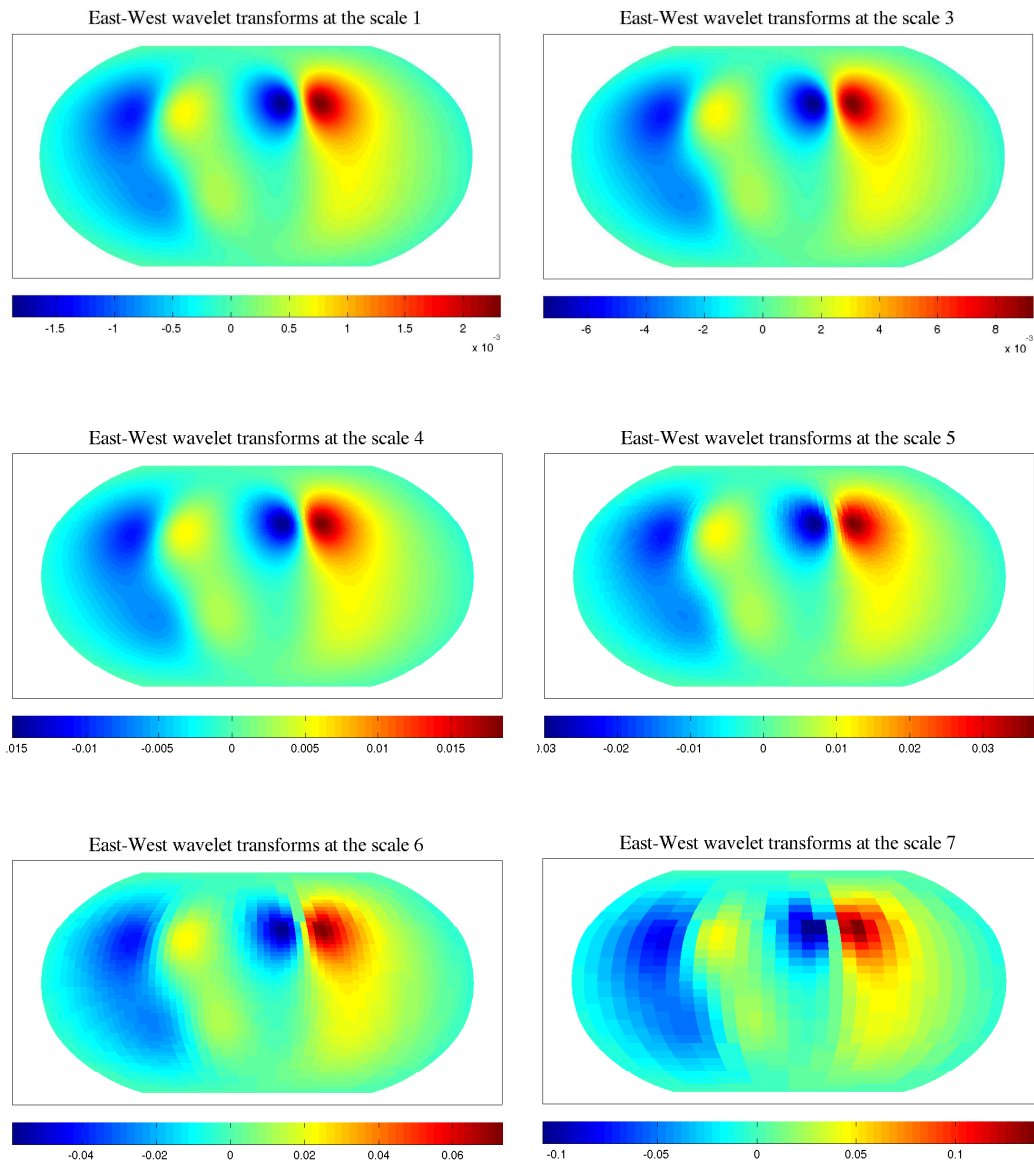 East-West wavelet transforms at the scale 1
East-West wavelet transforms at the scale 3
-1.5 -1 -0.5 0 0.5 1 1.5 2
x 10 -3
-6 -4 -2 0 2 4 6 8
x 10 -3
East-West wavelet transforms at the scale 4
East-West wavelet transforms at the scale 5
.015 -0.01 -0.005 0 0.005 0.01 0.015
0.03 -0.02 -0.01 0 0.01 0.02 0.03
East-West wavelet transforms at the scale 6
East-West wavelet transforms at the scale 7
-0.04 -0.02 0 0.02 0.04 0.06
-0.1 -0.05 0 0.05 0.1